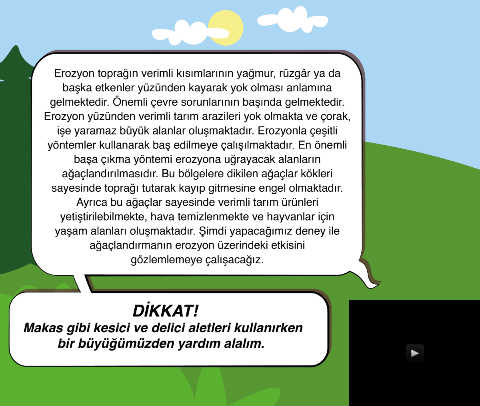 Erozyon toprağın verimli kısımlarının yağmur, rüzgâr ya da
başka etkenler yüzünden kayarak yok olması anlamına
gelmektedir. Önemli çevre sorunlarının başında gelmektedir.
Erozyon yüzünden verimli tarım arazileri yok olmakta ve çorak,
işe yaramaz büyük alanlar oluşmaktadır. Erozyonla çeşitli
yöntemler kullanarak baş edilmeye çalışılmaktadır. En önemli
başa çıkma yöntemi erozyona uğrayacak alanların
ağaçlandırılmasıdır. Bu bölgelere dikilen ağaçlar kökleri
sayesinde toprağı tutarak kayıp gitmesine engel olmaktadır.
Ayrıca bu ağaçlar sayesinde verimli tarım ürünleri
yetiştirilebilmekte, hava temizlenmekte ve hayvanlar için
yaşam alanları oluşmaktadır. Şimdi yapacağımız deney ile
ağaçlandırmanın erozyon üzerindeki etkisini
gözlemlemeye çalışacağız.
DİKKAT!
Makas gibi kesici ve delici aletleri kullanırken
bir büyüğümüzden yardım alalım.